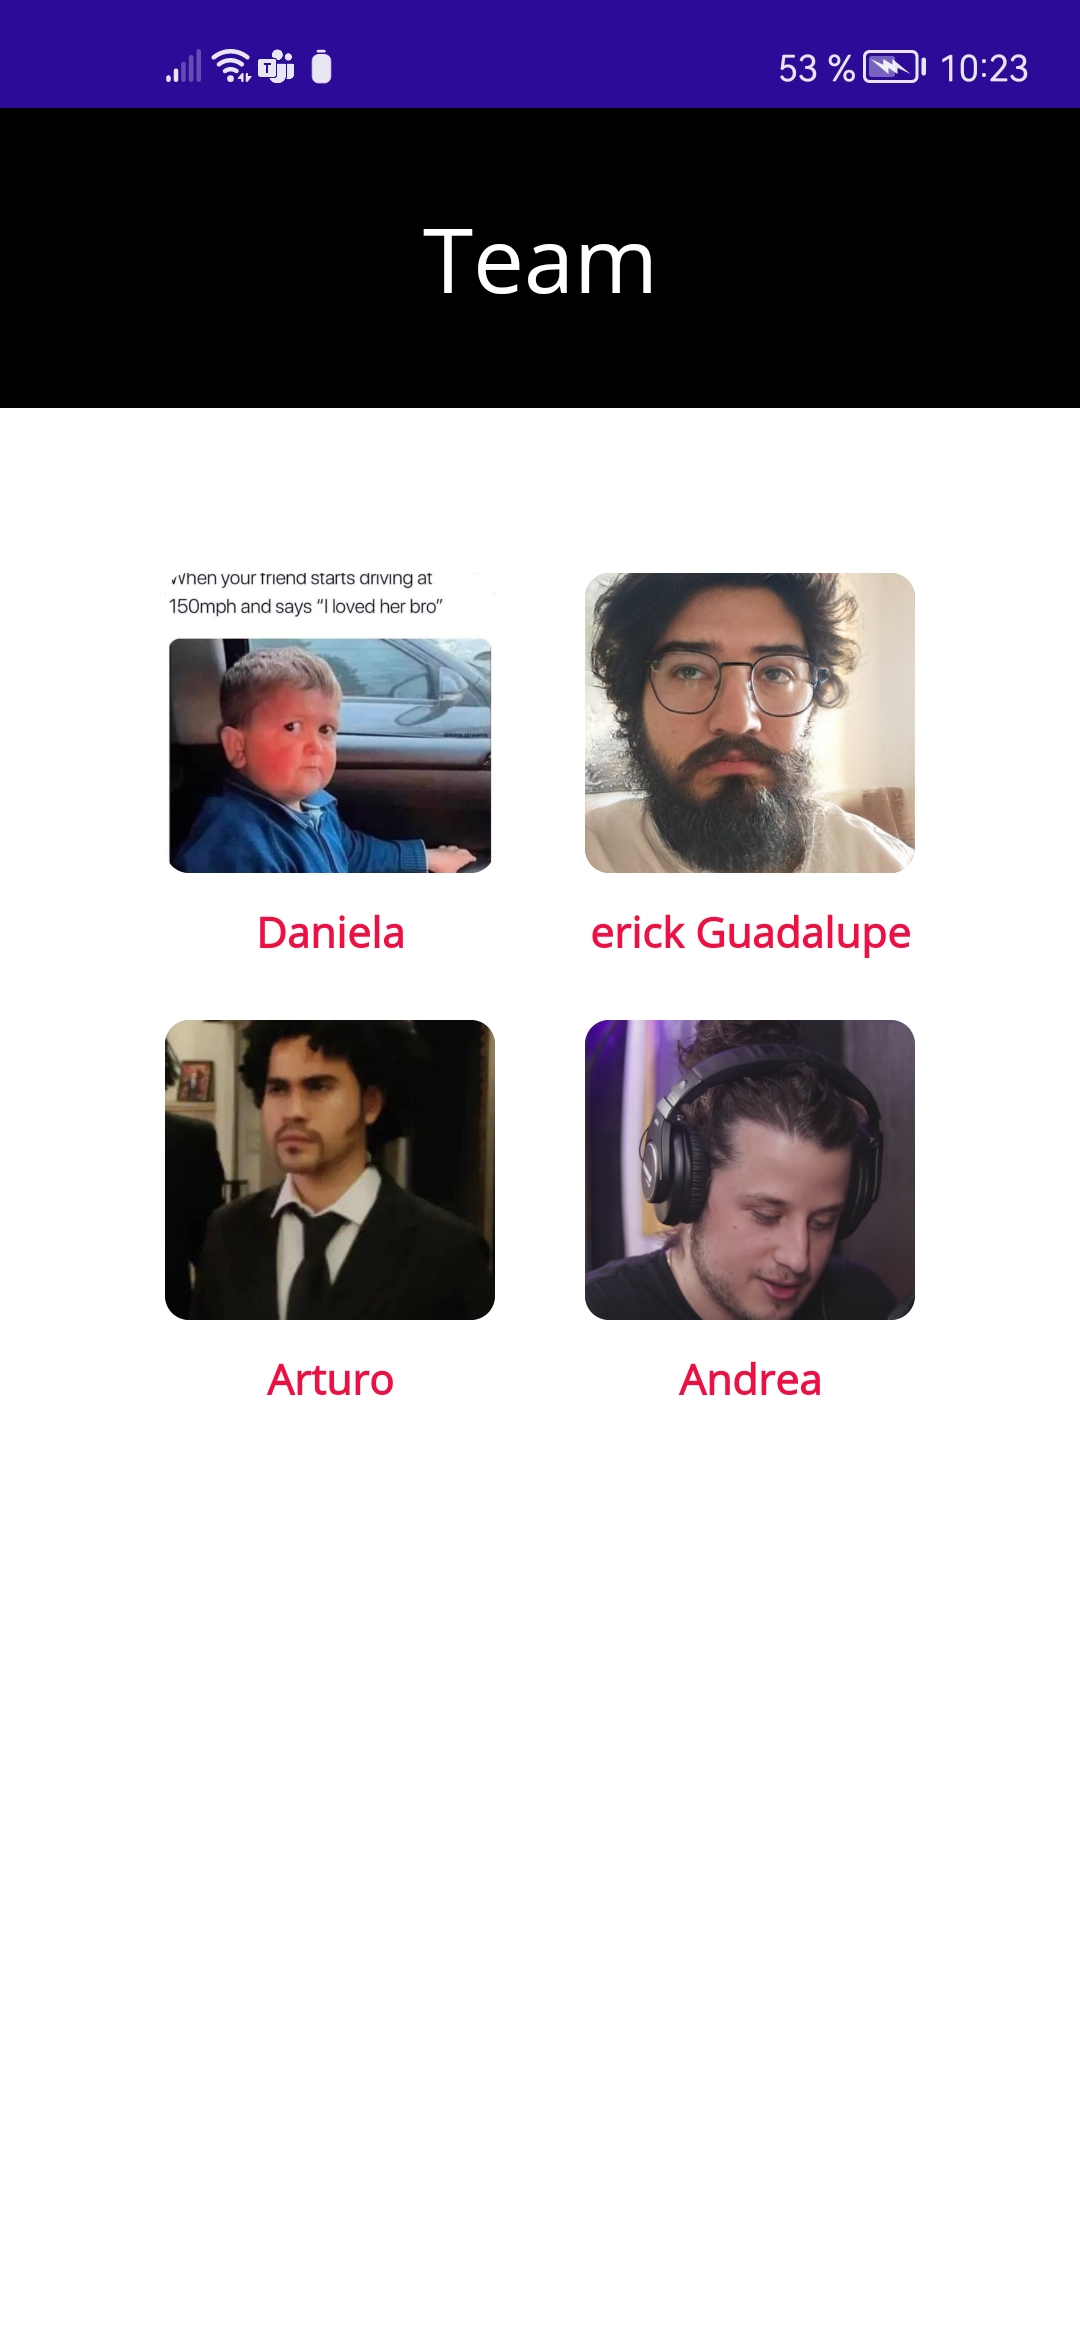 53 % 10:23
Team
When your friend starts driving at
150mph and says “I loved her bro”
Daniela
erick Guadalupe
Arturo
Andrea